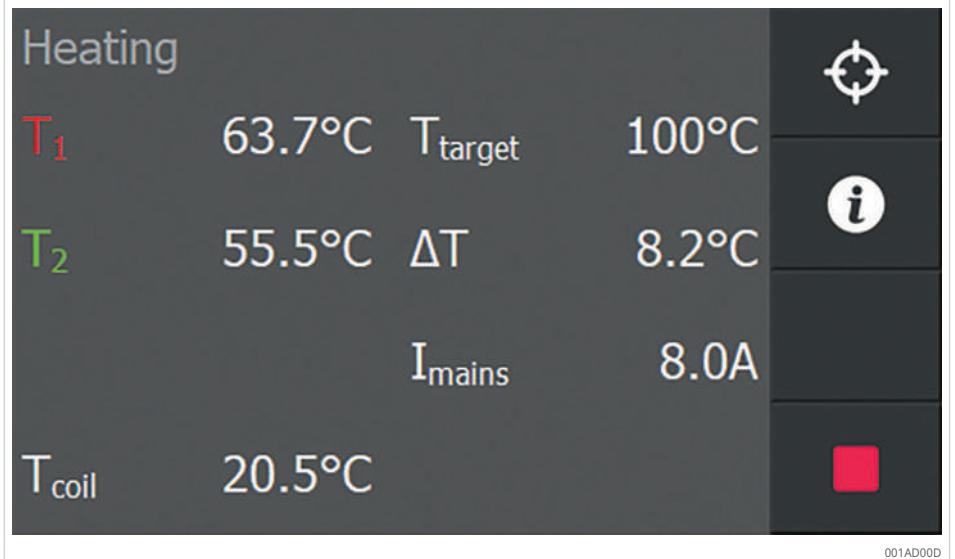 Heating
T1 63.7°C Ttarget 100°C
T2 55.5°C ΔT 8.2°C
Imains 8.0A
Tcoil 20.5°C
i
001AD00D